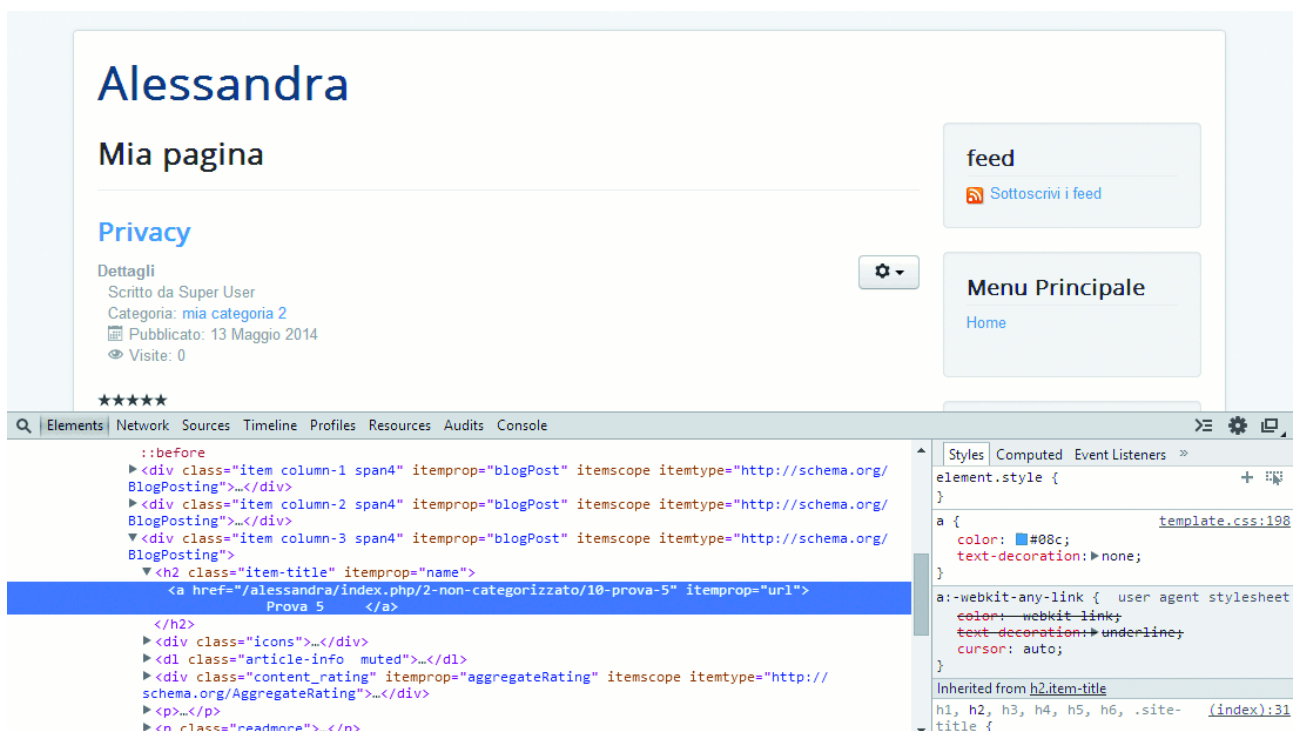 Alessandra
Mia pagina
Privacy
Dettagli
Scritto da Super User
Categoria: mia categoria 2
Pubblicato: 13 Maggio 2014
Visite: 0
★★★★★
feed
Sottoscrivi i feed
Menu Principale
Home
Elements Network Sources Timeline Profiles Resources Audits Console
::before
<div class="item column-1 span4" itemprop="blogPost" itemscope itemtype="http://schema.org/
BlogPosting">…</div>
<div class="item column-2 span4" itemprop="blogPost" itemscope itemtype="http://schema.org/
BlogPosting">…</div>
<div class="item column-3 span4" itemprop="blogPost" itemscope itemtype="http://schema.org/
BlogPosting">
<h2 class="item-title" itemprop="name">
<a href="/alessandra/index.php/2-non-categorizzato/10-prova-5" itemprop="url">
Prova 5 </a>
</h2>
<div class="icons">…</div>
<dl class="article-info muted">…</dl>
<div class="content_rating" itemprop="aggregateRating" itemscope itemtype="http://
schema.org/AggregateRating">…</div>
<p>…</p>
<p class="readmore">…</p>
Styles Computed Event Listeners »
element.style {
}
a { template.css:198
color: #08c;
text-decoration: none;
}
a:-webkit-any-link { user agent stylesheet
color: -webkit-link;
text-decoration: underline;
cursor: auto;
}
Inherited from h2.item-title
h1, h2, h3, h4, h5, h6, .site- (index):31
title {